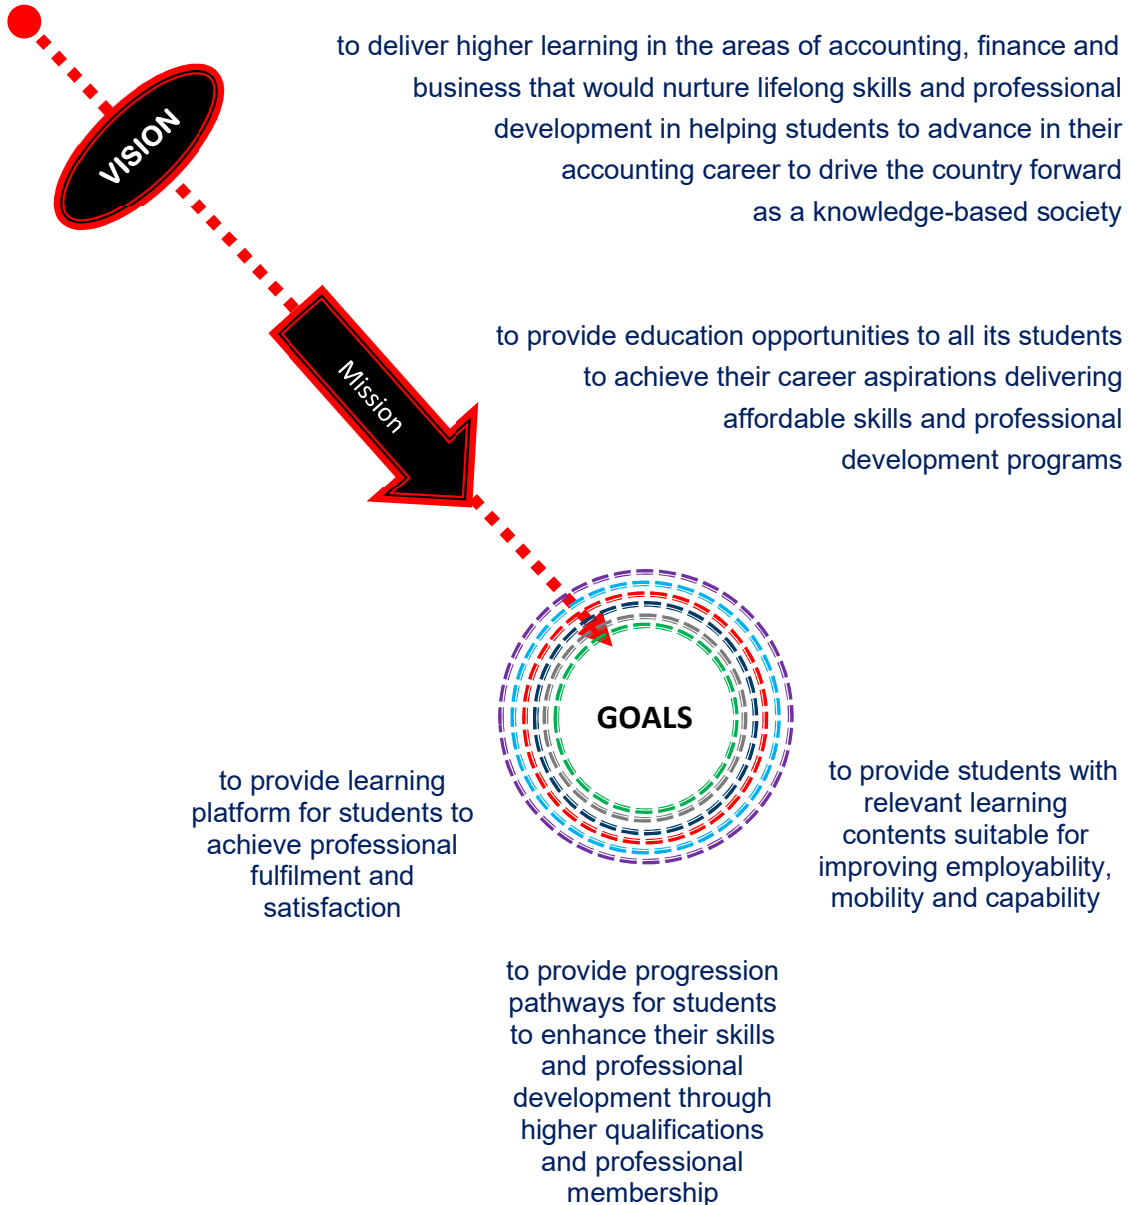 to deliver higher learning in the areas of accounting, finance and
business that would nurture lifelong skills and professional
development in helping students to advance in their
accounting career to drive the country forward
as a knowledge-based society
VISION
to provide education opportunities to all its students
to achieve their career aspirations delivering
affordable skills and professional
development programs
Mission
GOALS
to provide learning
platform for students to
achieve professional
fulfilment and
satisfaction
to provide students with
relevant learning
contents suitable for
improving employability,
mobility and capability
to provide progression
pathways for students
to enhance their skills
and professional
development through
higher qualifications
and professional
membership